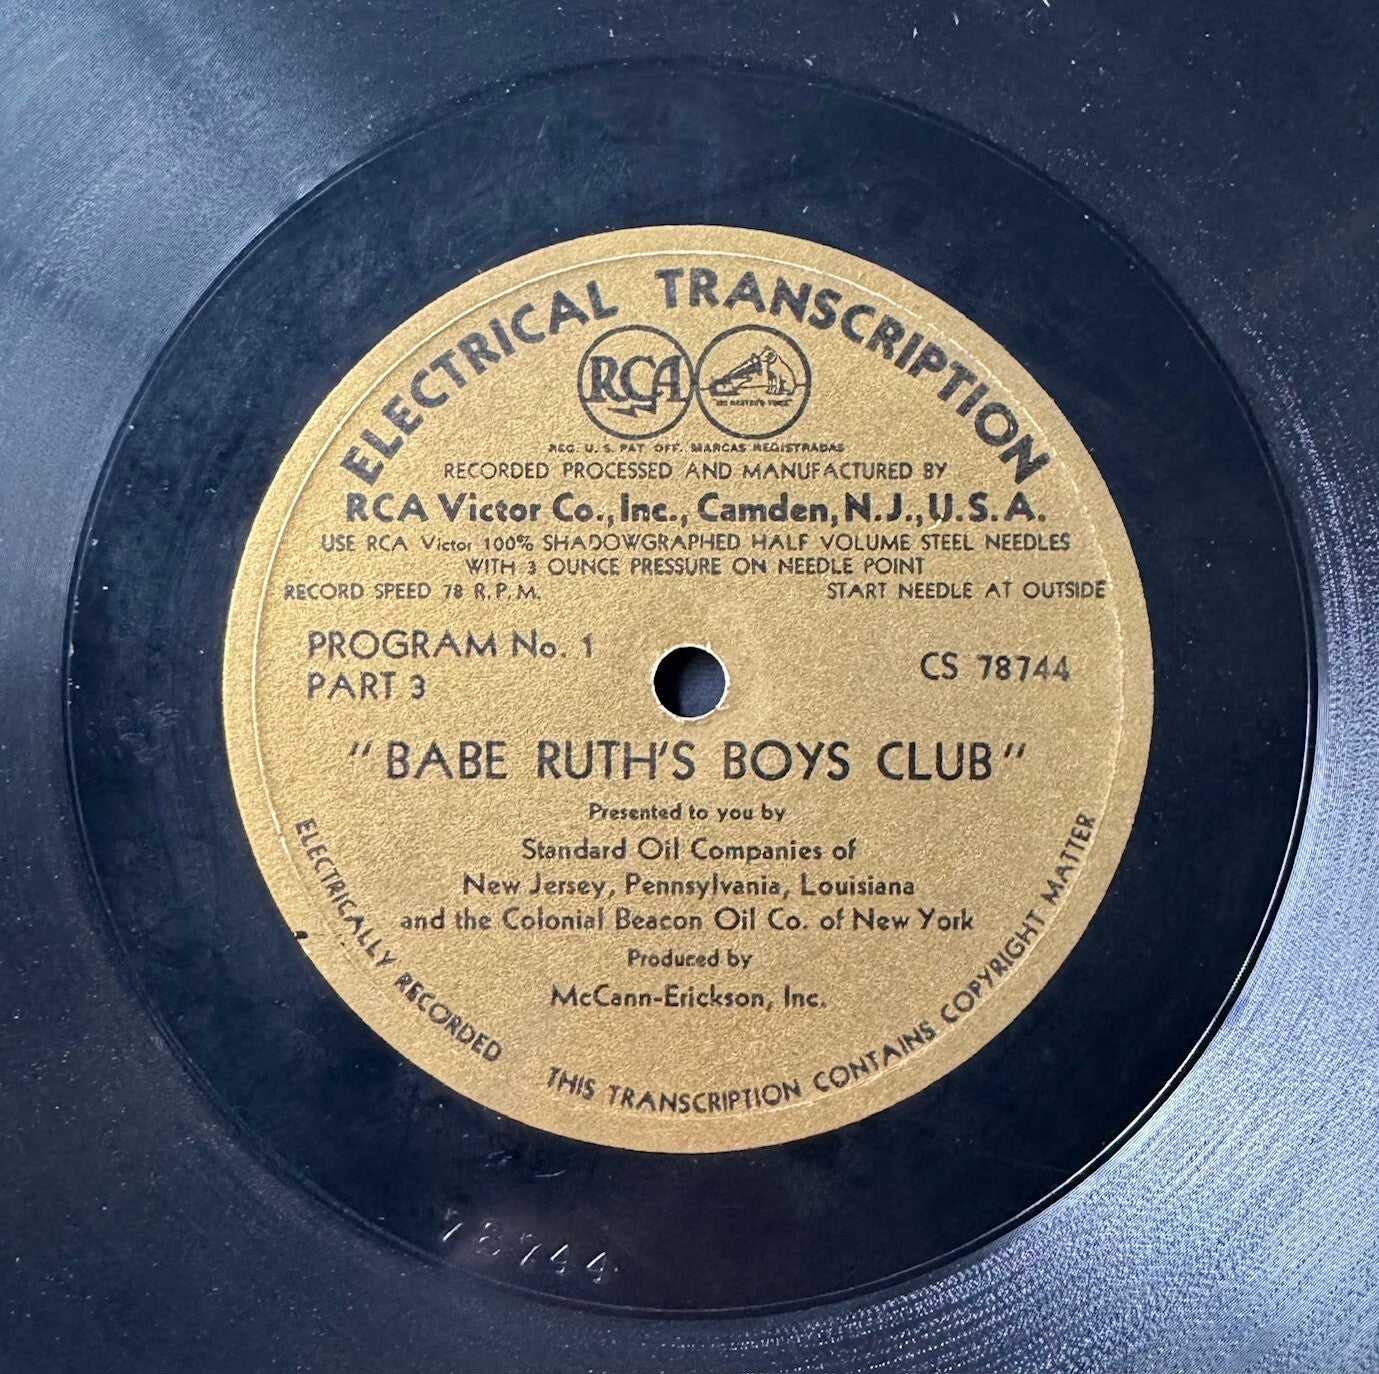 ELECTRICAL TRANSCRIPTION
RCA
"HIS MASTER'S VOICE"
REG. U. S. PAT OFF. MARCAS REGISTRADAS
RECORDED PROCESSED AND MANUFACTURED BY
RCA Victor Co., Inc., Camden, N.J., U.S.A.
USE RCA Victor 100% SHADOWGRAPHED HALF VOLUME STEEL NEEDLES
WITH 3 OUNCE PRESSURE ON NEEDLE POINT
RECORD SPEED 78 R.P.M. START NEEDLE AT OUTSIDE
PROGRAM No. 1
PART 3
CS 78744
"BABE RUTH'S BOYS CLUB"
Presented to you by
Standard Oil Companies of
New Jersey, Pennsylvania, Louisiana
and the Colonial Beacon Oil Co. of New York
Produced by
McCann-Erickson, Inc.
ELECTRICALLY RECORDED
THIS TRANSCRIPTION CONTAINS COPYRIGHT MATTER
78744